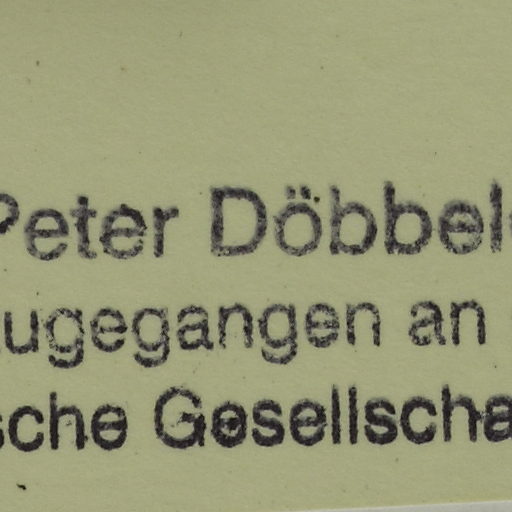 Peter Döbbel
ugegangen an
sche Gesellscha